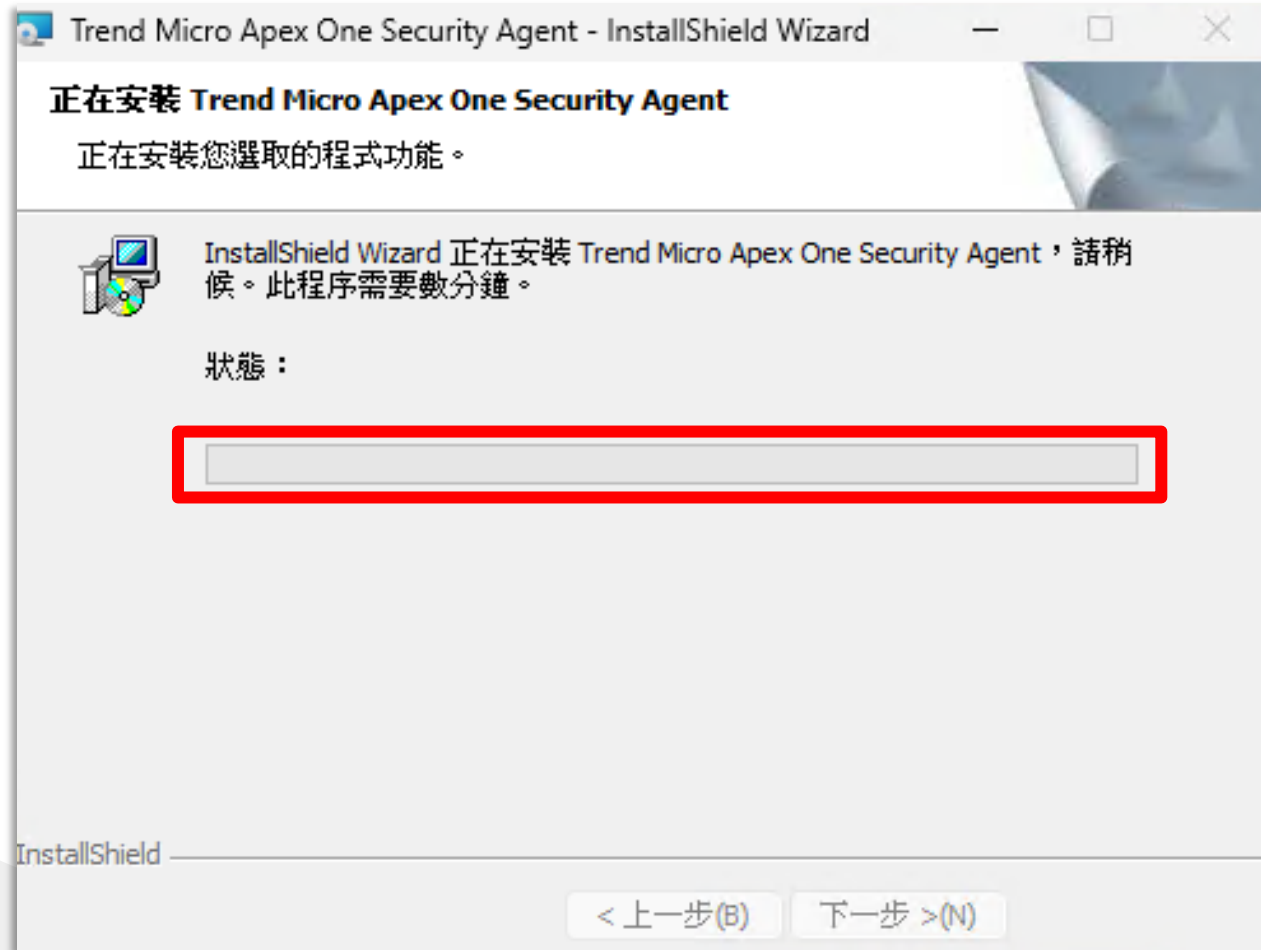 Trend Micro Apex One Security Agent - InstallShield Wizard
正在安裝 Trend Micro Apex One Security Agent
正在安裝您選取的程式功能。
InstallShield Wizard 正在安裝 Trend Micro Apex One Security Agent，請稍
候。此程序需要數分鐘。
狀態：
InstallShield
< 上一步(B) 下一步 >(N)